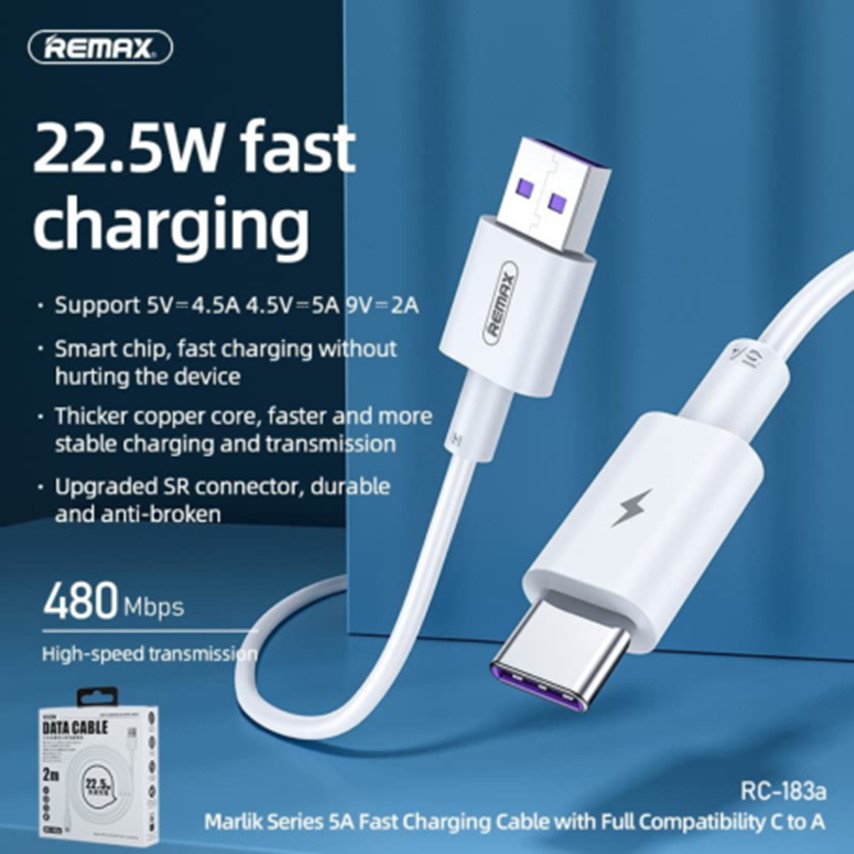 REMAX
22.5W fast
charging
· Support 5V=4.5A 4.5V=5A 9V=2A
· Smart chip, fast charging without
hurting the device
· Thicker copper core, faster and more
stable charging and transmission
· Upgraded SR connector, durable
and anti-broken
REMAX
480 Mbps
High-speed transmission
DATA CABLE
2m
22.5W
RC-183a
Marlik Series 5A Fast Charging Cable with Full Compatibility C to A